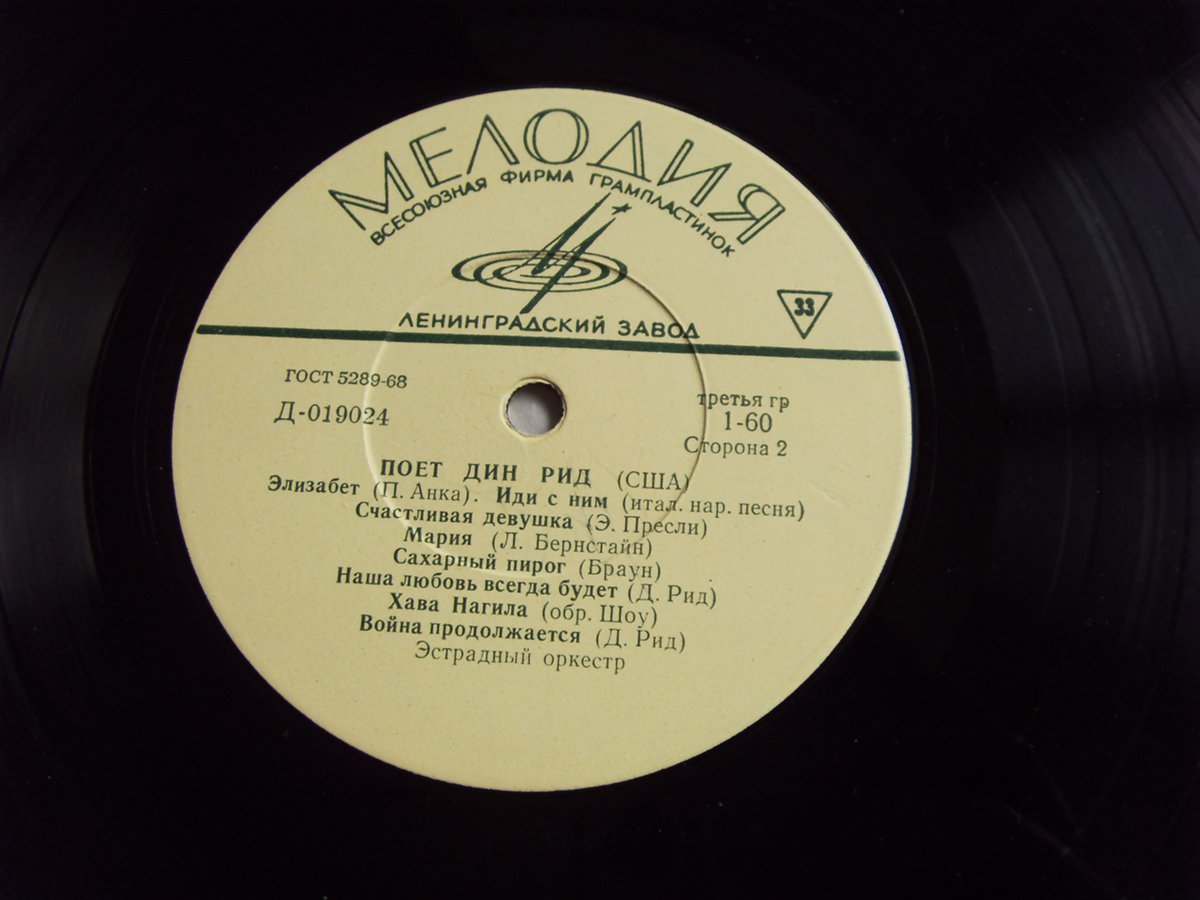 МЕЛОДИЯ
ВСЕСОЮЗНАЯ ФИРМА ГРАМПЛАСТИНОК
33
ЛЕНИНГРАДСКИЙ ЗАВОД
ГОСТ 5289-68
Д-019024
третья гр
1-60
Сторона 2
ПОЕТ ДИН РИД (США)
Элизабет (П. Анка). Иди с ним (итал. нар. песня)
Счастливая девушка (Э. Пресли)
Мария (Л. Бернстайн)
Сахарный пирог (Браун)
Наша любовь всегда будет (Д. Рид)
Хава Нагила (обр. Шоу)
Война продолжается (Д. Рид)
Эстрадный оркестр